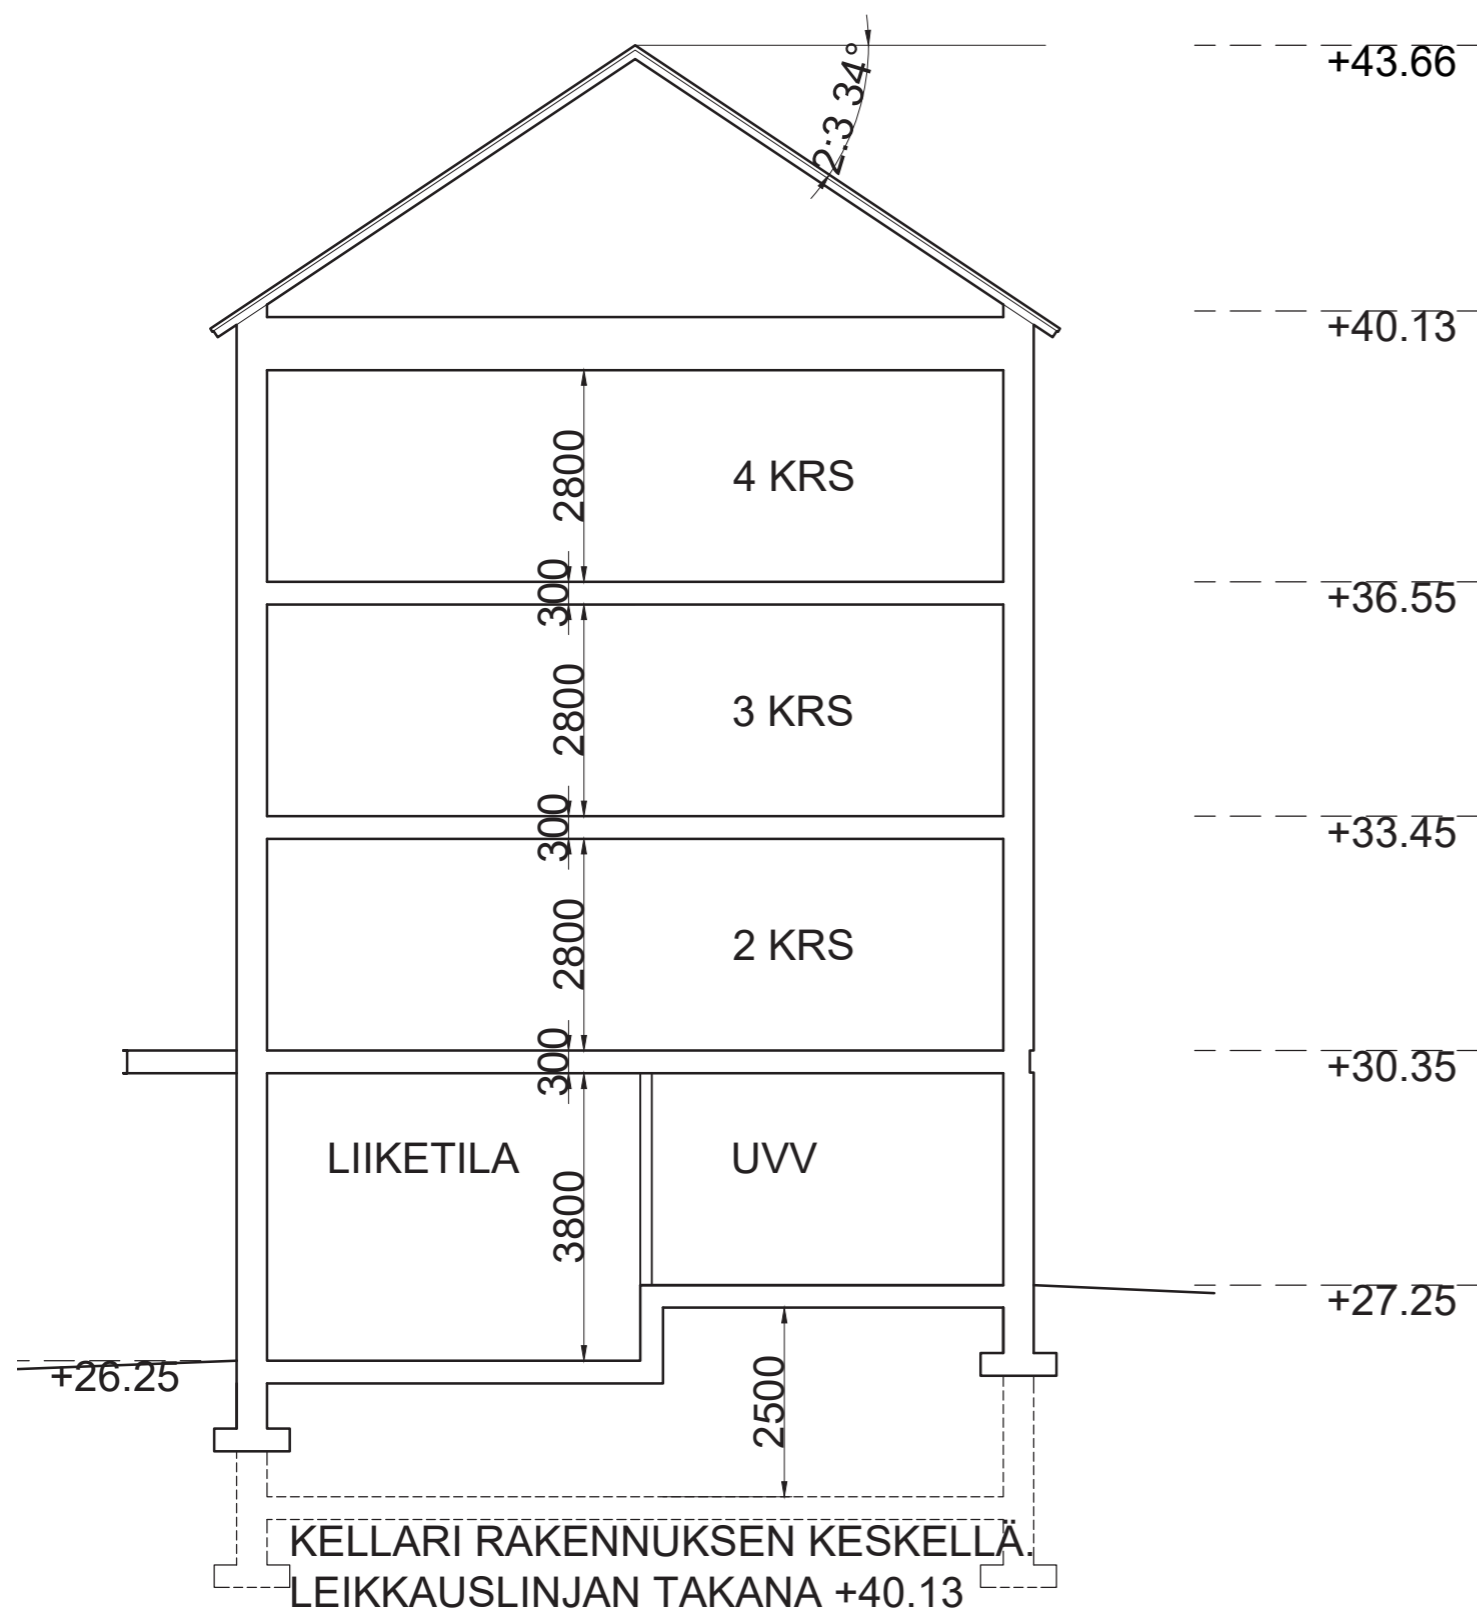 +43.66
2:3 34°
+40.13
2800
4 KRS
300
+36.55
2800
3 KRS
300
+33.45
2800
2 KRS
300
+30.35
LIIKETILA
UVV
3800
+27.25
+26.25
2500
KELLARI RAKENNUKSEN KESKELLÄ.
LEIKKAUSLINJAN TAKANA +40.13